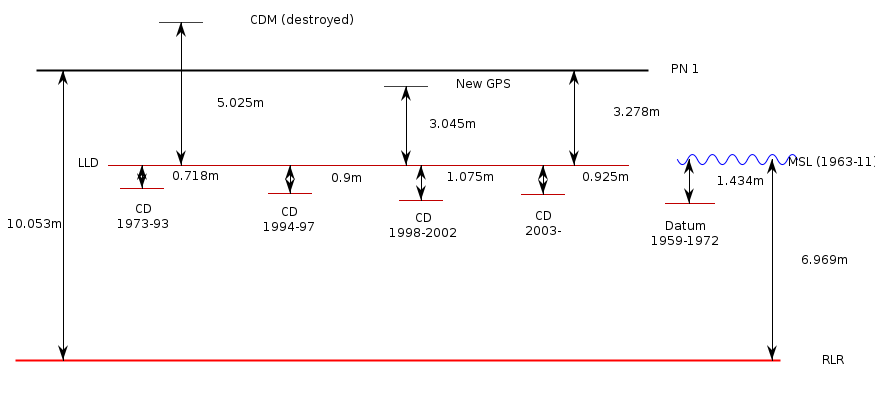 CDM (destroyed)
PN 1
New GPS
5.025m
3.278m
3.045m
LLD
MSL (1963-11)
0.718m
0.9m
1.075m
0.925m
1.434m
CD
1973-93
CD
1994-97
CD
1998-2002
CD
2003-
Datum
1959-1972
10.053m
6.969m
RLR